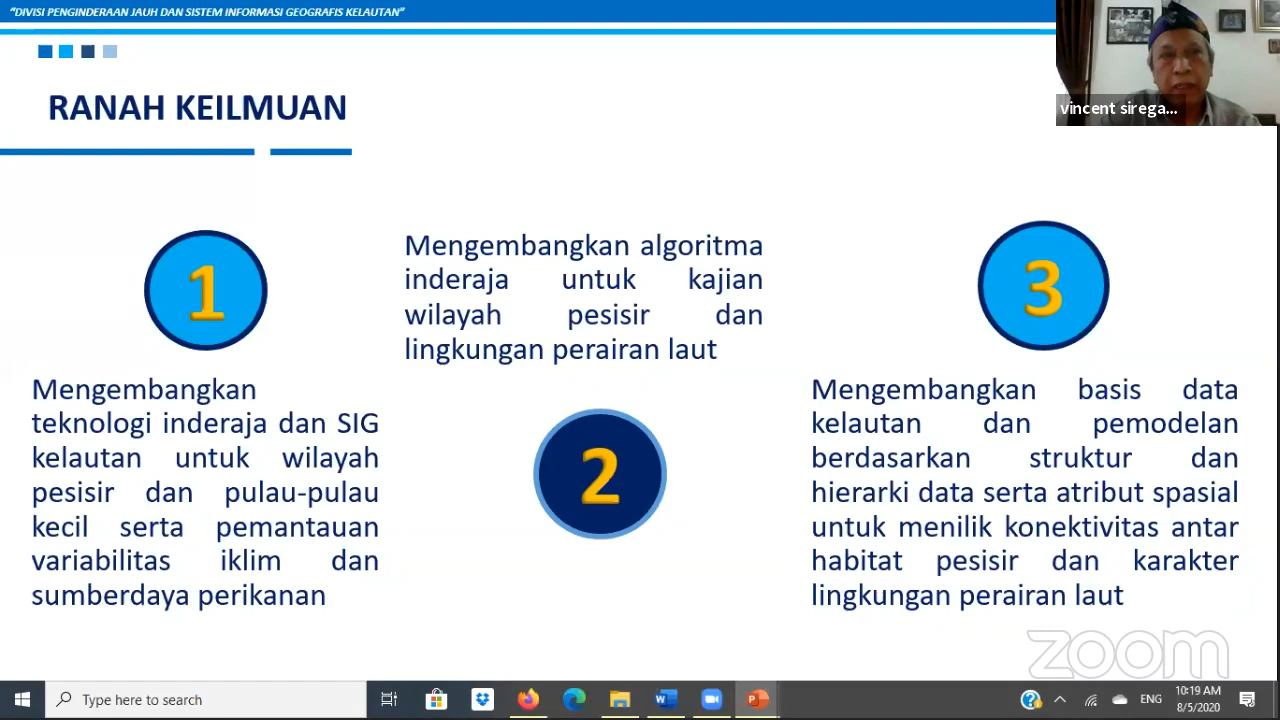 “DIVISI PENGINDERAAN JAUH DAN SISTEM INFORMASI GEOGRAFIS KELAUTAN”
vincent sirega...
RANAH KEILMUAN
1
Mengembangkan
teknologi inderaja dan SIG
kelautan untuk wilayah
pesisir dan pulau-pulau
kecil serta pemantauan
variabilitas iklim dan
sumberdaya perikanan
Mengembangkan algoritma
inderaja untuk kajian
wilayah pesisir dan
lingkungan perairan laut
2
3
Mengembangkan basis data
kelautan dan pemodelan
berdasarkan struktur dan
hierarki data serta atribut spasial
untuk menilik konektivitas antar
habitat pesisir dan karakter
lingkungan perairan laut
zoom
Type here to search
ENG
10:19 AM
8/5/2020